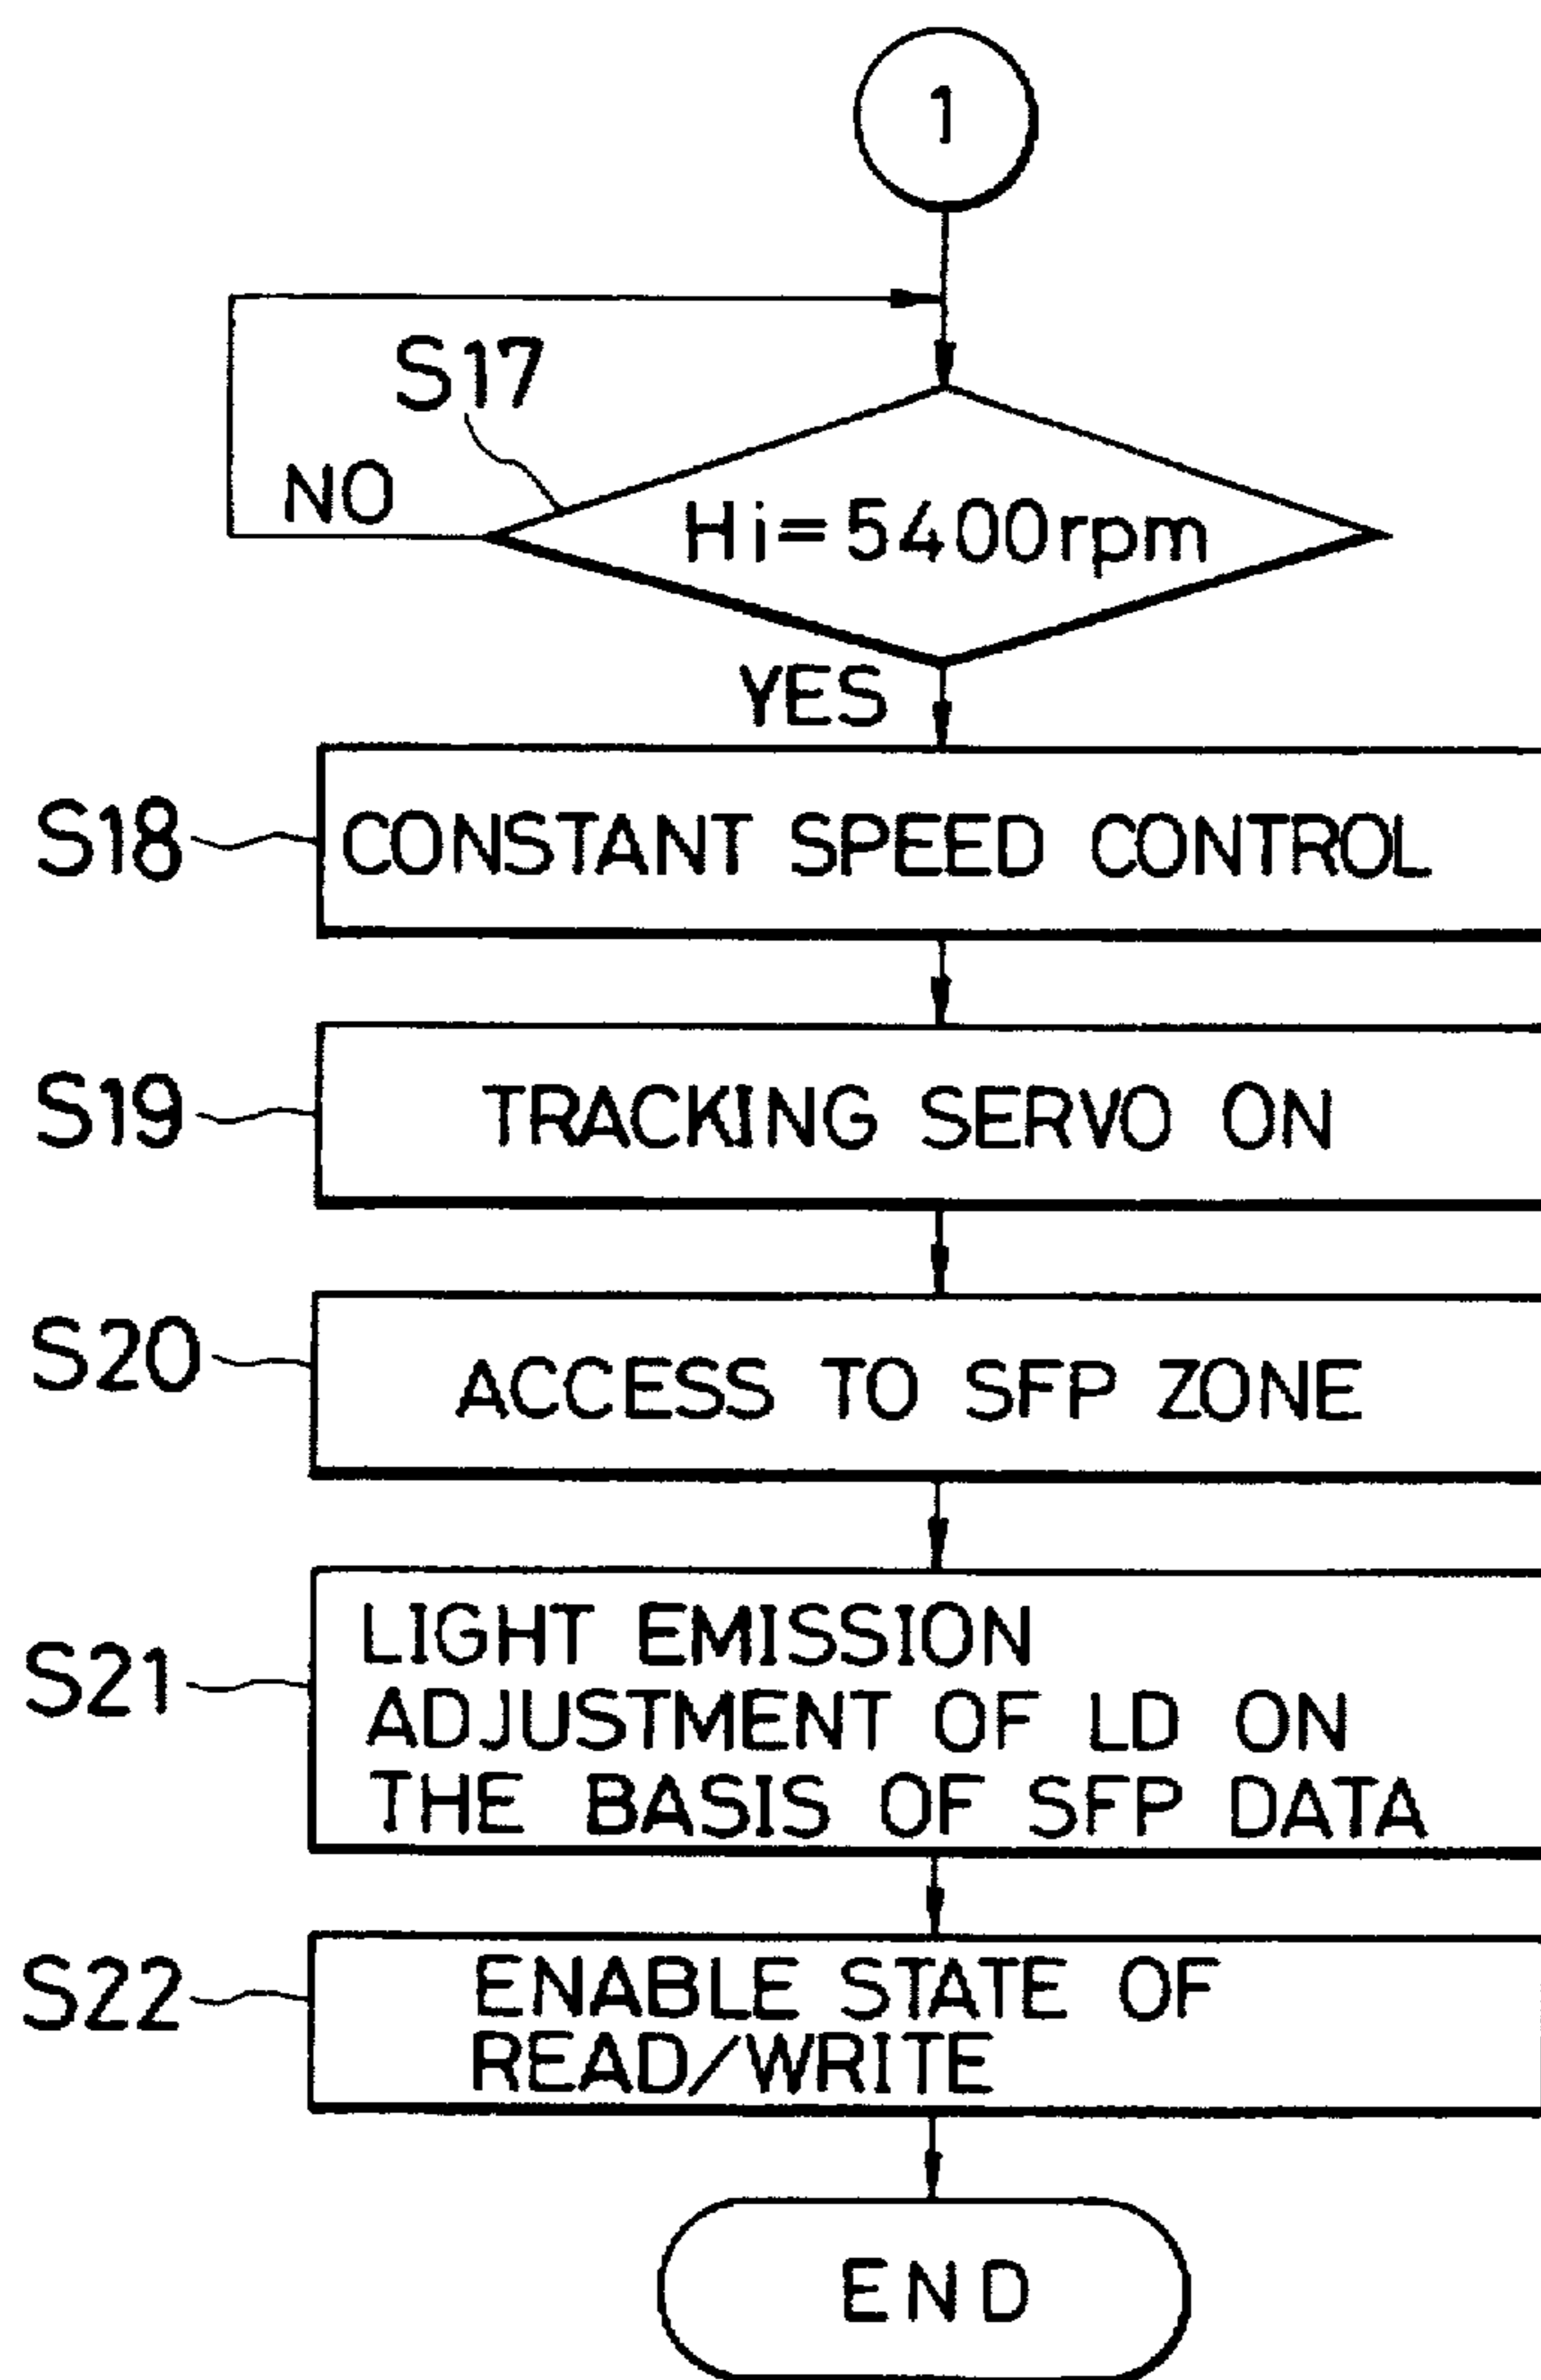 1
S17
NO
Hi=5400rpm
YES
S18
CONSTANT SPEED CONTROL
S19
TRACKING SERVO ON
S20
ACCESS TO SFP ZONE
S21
LIGHT EMISSION
ADJUSTMENT OF LD ON
THE BASIS OF SFP DATA
S22
ENABLE STATE OF
READ/WRITE
END